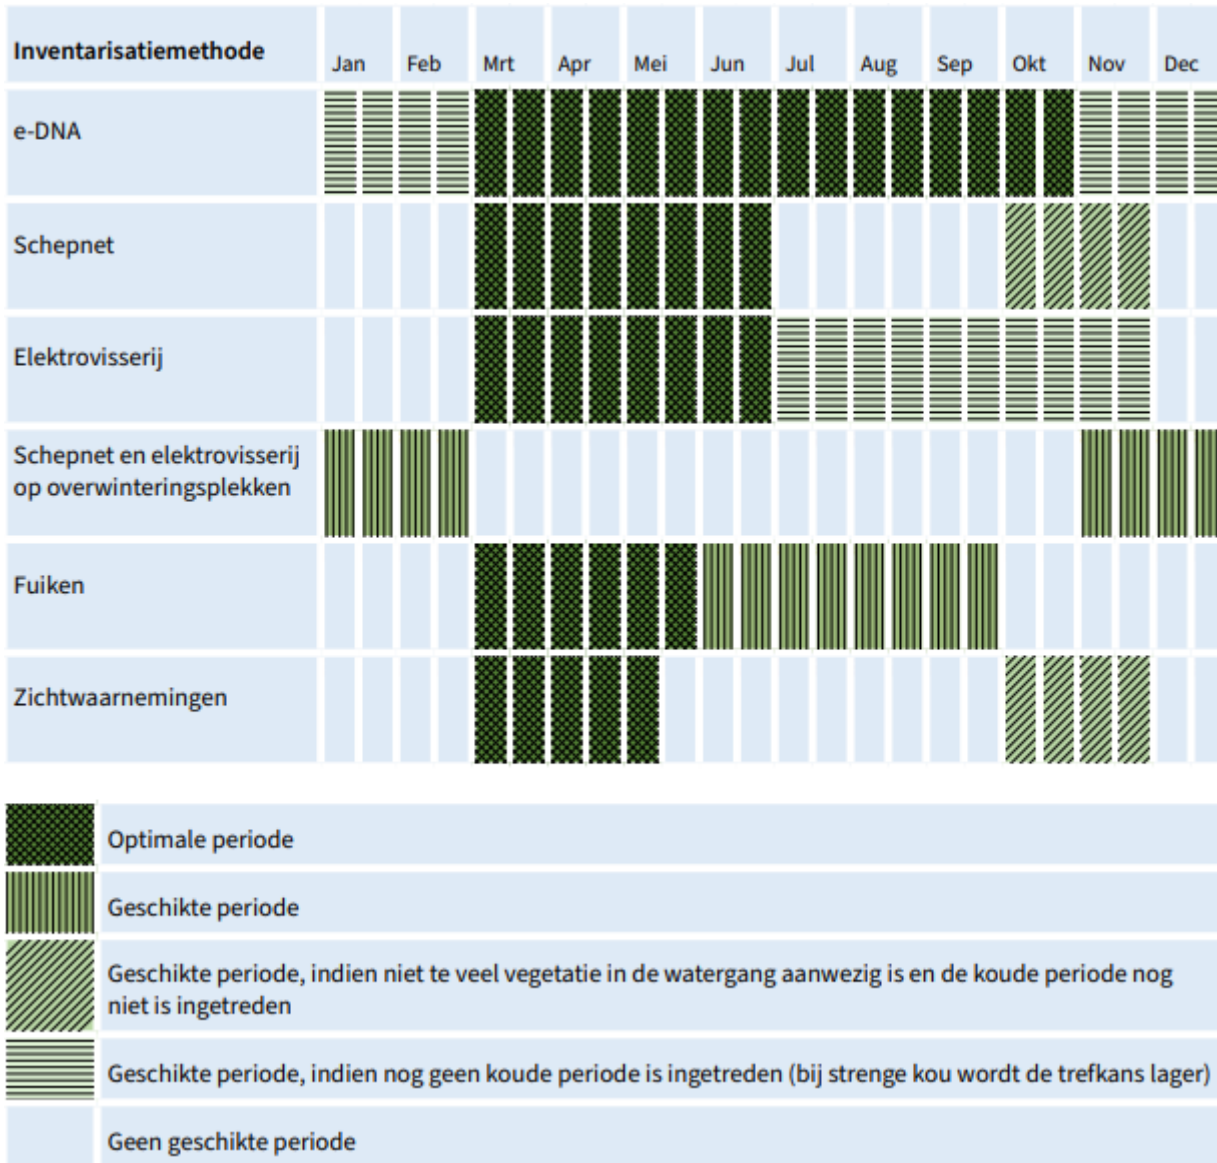 Inventarisatiemethode Jan Feb Mrt Apr Mei Jun Jul Aug Sep Okt Nov Dec
e-DNA
Schepnet
Elektrovisserij
Schepnet en elektrovisserij
op overwinteringsplekken
Fuiken
Zichtwaarnemingen
Optimale periode
Geschikte periode
Geschikte periode, indien niet te veel vegetatie in de watergang aanwezig is en de koude periode nog
niet is ingetreden
Geschikte periode, indien nog geen koude periode is ingetreden (bij strenge kou wordt de trefkans lager)
Geen geschikte periode